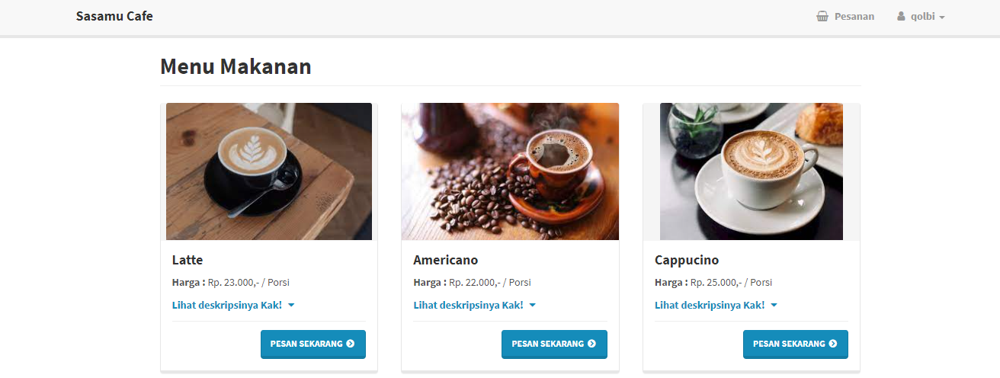 Sasamu Cafe Pesanan qolbi
Menu Makanan
Latte
Harga : Rp. 23.000,- / Porsi
Lihat deskripsinya Kak!
PESAN SEKARANG
Americano
Harga : Rp. 22.000,- / Porsi
Lihat deskripsinya Kak!
PESAN SEKARANG
Cappucino
Harga : Rp. 25.000,- / Porsi
Lihat deskripsinya Kak!
PESAN SEKARANG